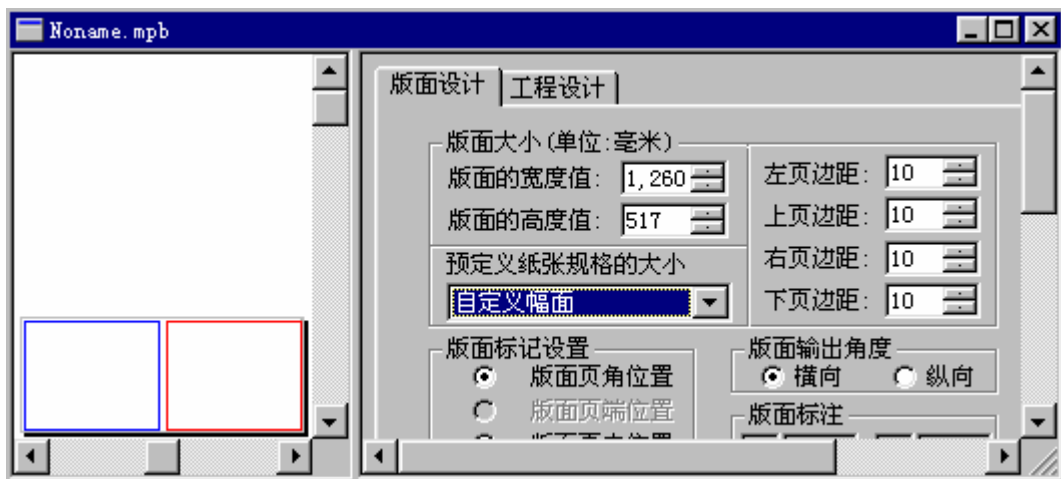 Noname.mpb
版面设计 工程设计
版面大小(单位:毫米)
版面的宽度值: 1,260
版面的高度值: 517
预定义纸张规格的大小
自定义幅面
左页边距: 10
上页边距: 10
右页边距: 10
下页边距: 10
版面标记设置
版面页角位置
版面页端位置
版面输出角度
横向 纵向
版面标注